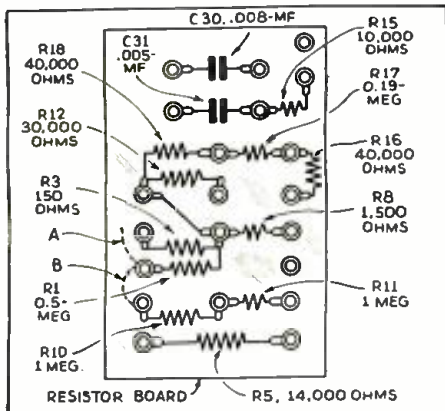 C30, .008-MF
C31
.005-
MF
R15
10,000
OHMS
R18
40,000
OHMS
R17
0.19-
MEG
R12
30,000
OHMS
R16
40,000
OHMS
R3
150
OHMS
R8
1,500
OHMS
A
B
R1
0.5-
MEG
R11
1 MEG
R10
1 MEG.
RESISTOR BOARD
R5, 14,000 OHMS